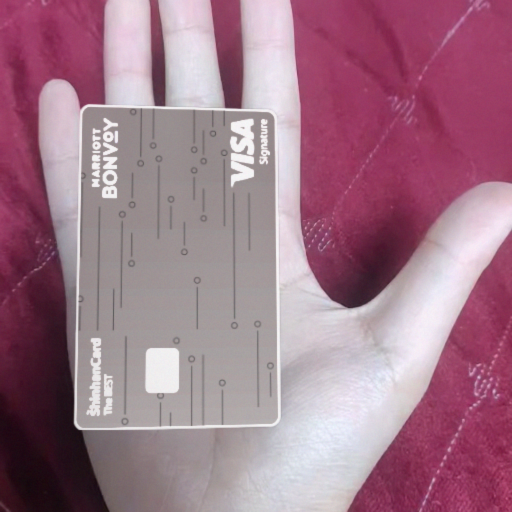 MARRIOTT
BONVOY
VISA
Signature
ShinhanCard
The BEST